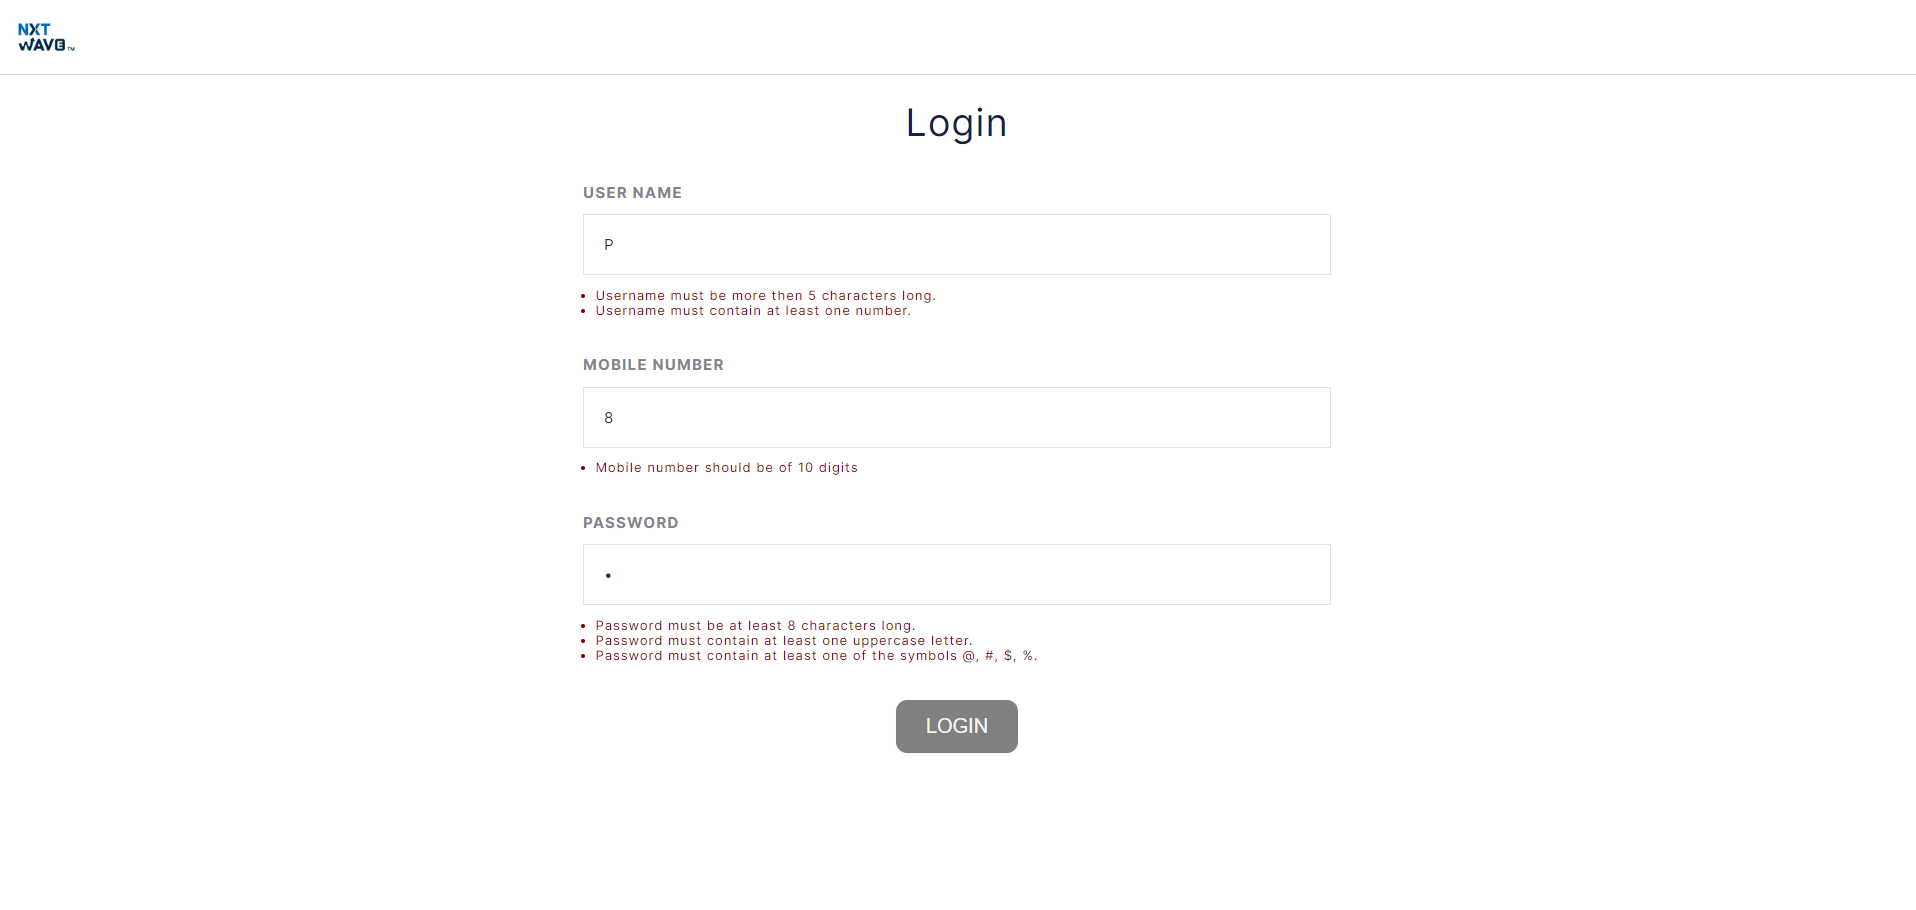 NXT
WAVE™
Login
USER NAME
P
• Username must be more then 5 characters long.
• Username must contain at least one number.
MOBILE NUMBER
8
• Mobile number should be of 10 digits
PASSWORD
•
• Password must be at least 8 characters long.
• Password must contain at least one uppercase letter.
• Password must contain at least one of the symbols @, #, $, %.
LOGIN